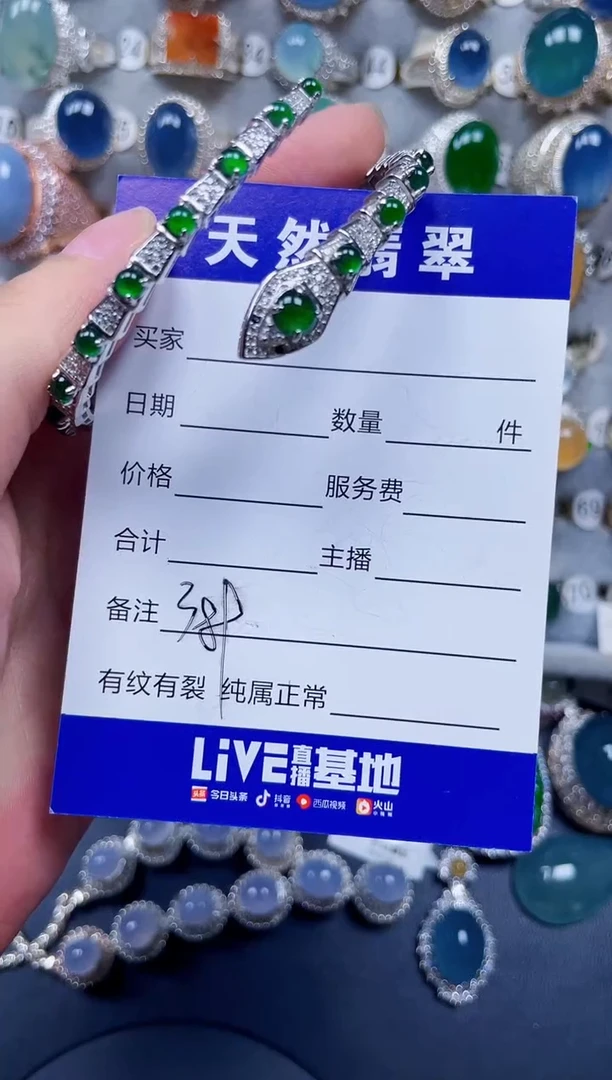 天然翡翠
买家
日期 数量 件
价格 服务费
合计 主播
备注
有纹有裂 纯属正常
LiVE直播基地
头条 今日头条 抖音 西瓜视频 火山